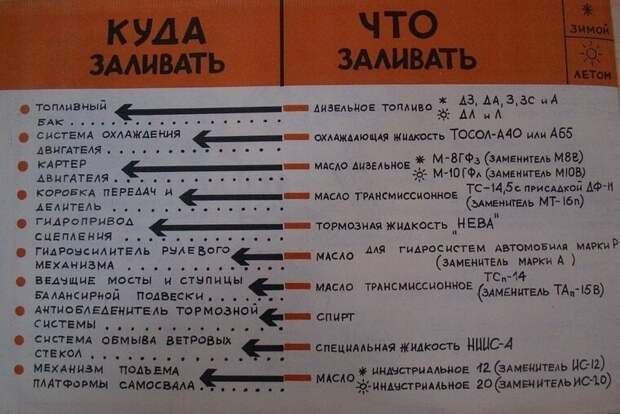 КУДА ЗАЛИВАТЬ
ЧТО ЗАЛИВАТЬ
ЗИМОЙ
ЛЕТОМ
ТОПЛИВНЫЙ
БАК
ДИЗЕЛЬНОЕ ТОПЛИВО ДЗ, ДА, З, ЗС и А
ДЛ и Л
СИСТЕМА ОХЛАЖДЕНИЯ
ДВИГАТЕЛЯ
ОХЛАЖДАЮЩАЯ ЖИДКОСТЬ ТОСОЛ-А40 ИЛИ А65
КАРТЕР
ДВИГАТЕЛЯ
МАСЛО ДИЗЕЛЬНОЕ М-8ГФз (ЗАМЕНИТЕЛЬ М8В)
М-10ГФл (ЗАМЕНИТЕЛЬ М10В)
КОРОБКА ПЕРЕДАЧ И
ДЕЛИТЕЛЬ
МАСЛО ТРАНСМИССИОННОЕ ТС-14,5 с ПРИСАДКОЙ ДФ-11
(ЗАМЕНИТЕЛЬ МТ-16п)
ГИДРОПРИВОД
СЦЕПЛЕНИЯ
ТОРМОЗНАЯ ЖИДКОСТЬ "НЕВА"
ГИДРОУСИЛИТЕЛЬ РУЛЕВОГО
МЕХАНИЗМА
МАСЛО ДЛЯ ГИДРОСИСТЕМ АВТОМОБИЛЯ МАРКИ Р
(ЗАМЕНИТЕЛЬ МАРКИ А)
ВЕДУЩИЕ МОСТЫ И СТУПИЦЫ
БАЛАНСИРНОЙ ПОДВЕСКИ
МАСЛО ТРАНСМИССИОННОЕ ТСп-14
(ЗАМЕНИТЕЛЬ ТАп-15В)
АНТИОБЛЕДЕНИТЕЛЬ ТОРМОЗНОЙ
СИСТЕМЫ
СПИРТ
СИСТЕМА ОБМЫВА ВЕТРОВЫХ
СТЕКОЛ
СПЕЦИАЛЬНАЯ ЖИДКОСТЬ НИИСС-4
МЕХАНИЗМ ПОДЪЕМА
ПЛАТФОРМЫ САМОСВАЛА
МАСЛО ИНДУСТРИАЛЬНОЕ 12 (ЗАМЕНИТЕЛЬ ИС-12)
ИНДУСТРИАЛЬНОЕ 20 (ЗАМЕНИТЕЛЬ ИС-20)